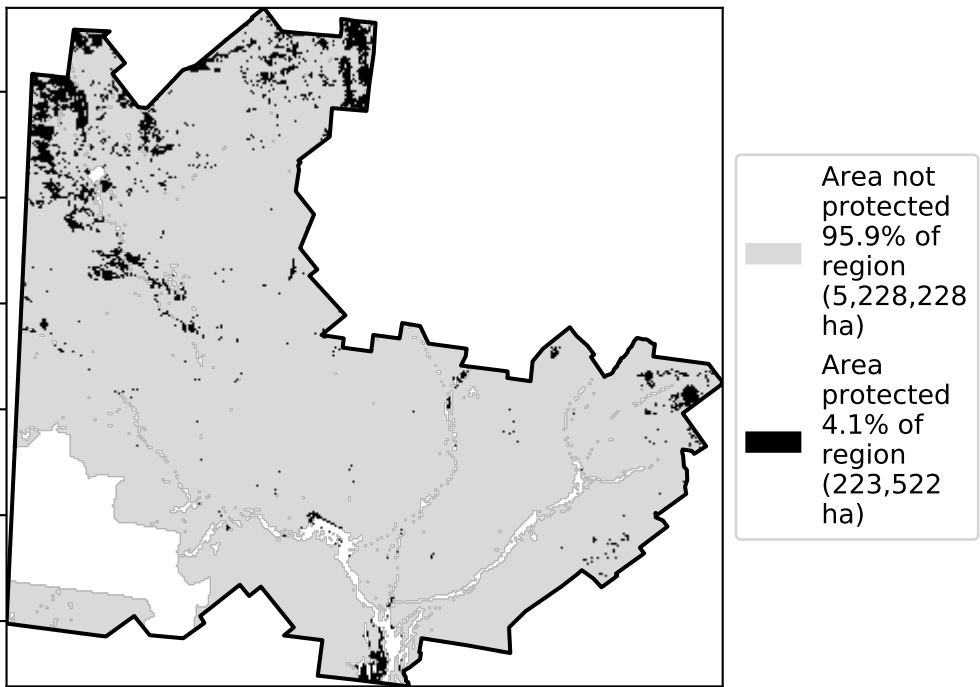 Area not
protected
95.9% of
region
(5,228,228
ha)
Area
protected
4.1% of
region
(223,522
ha)